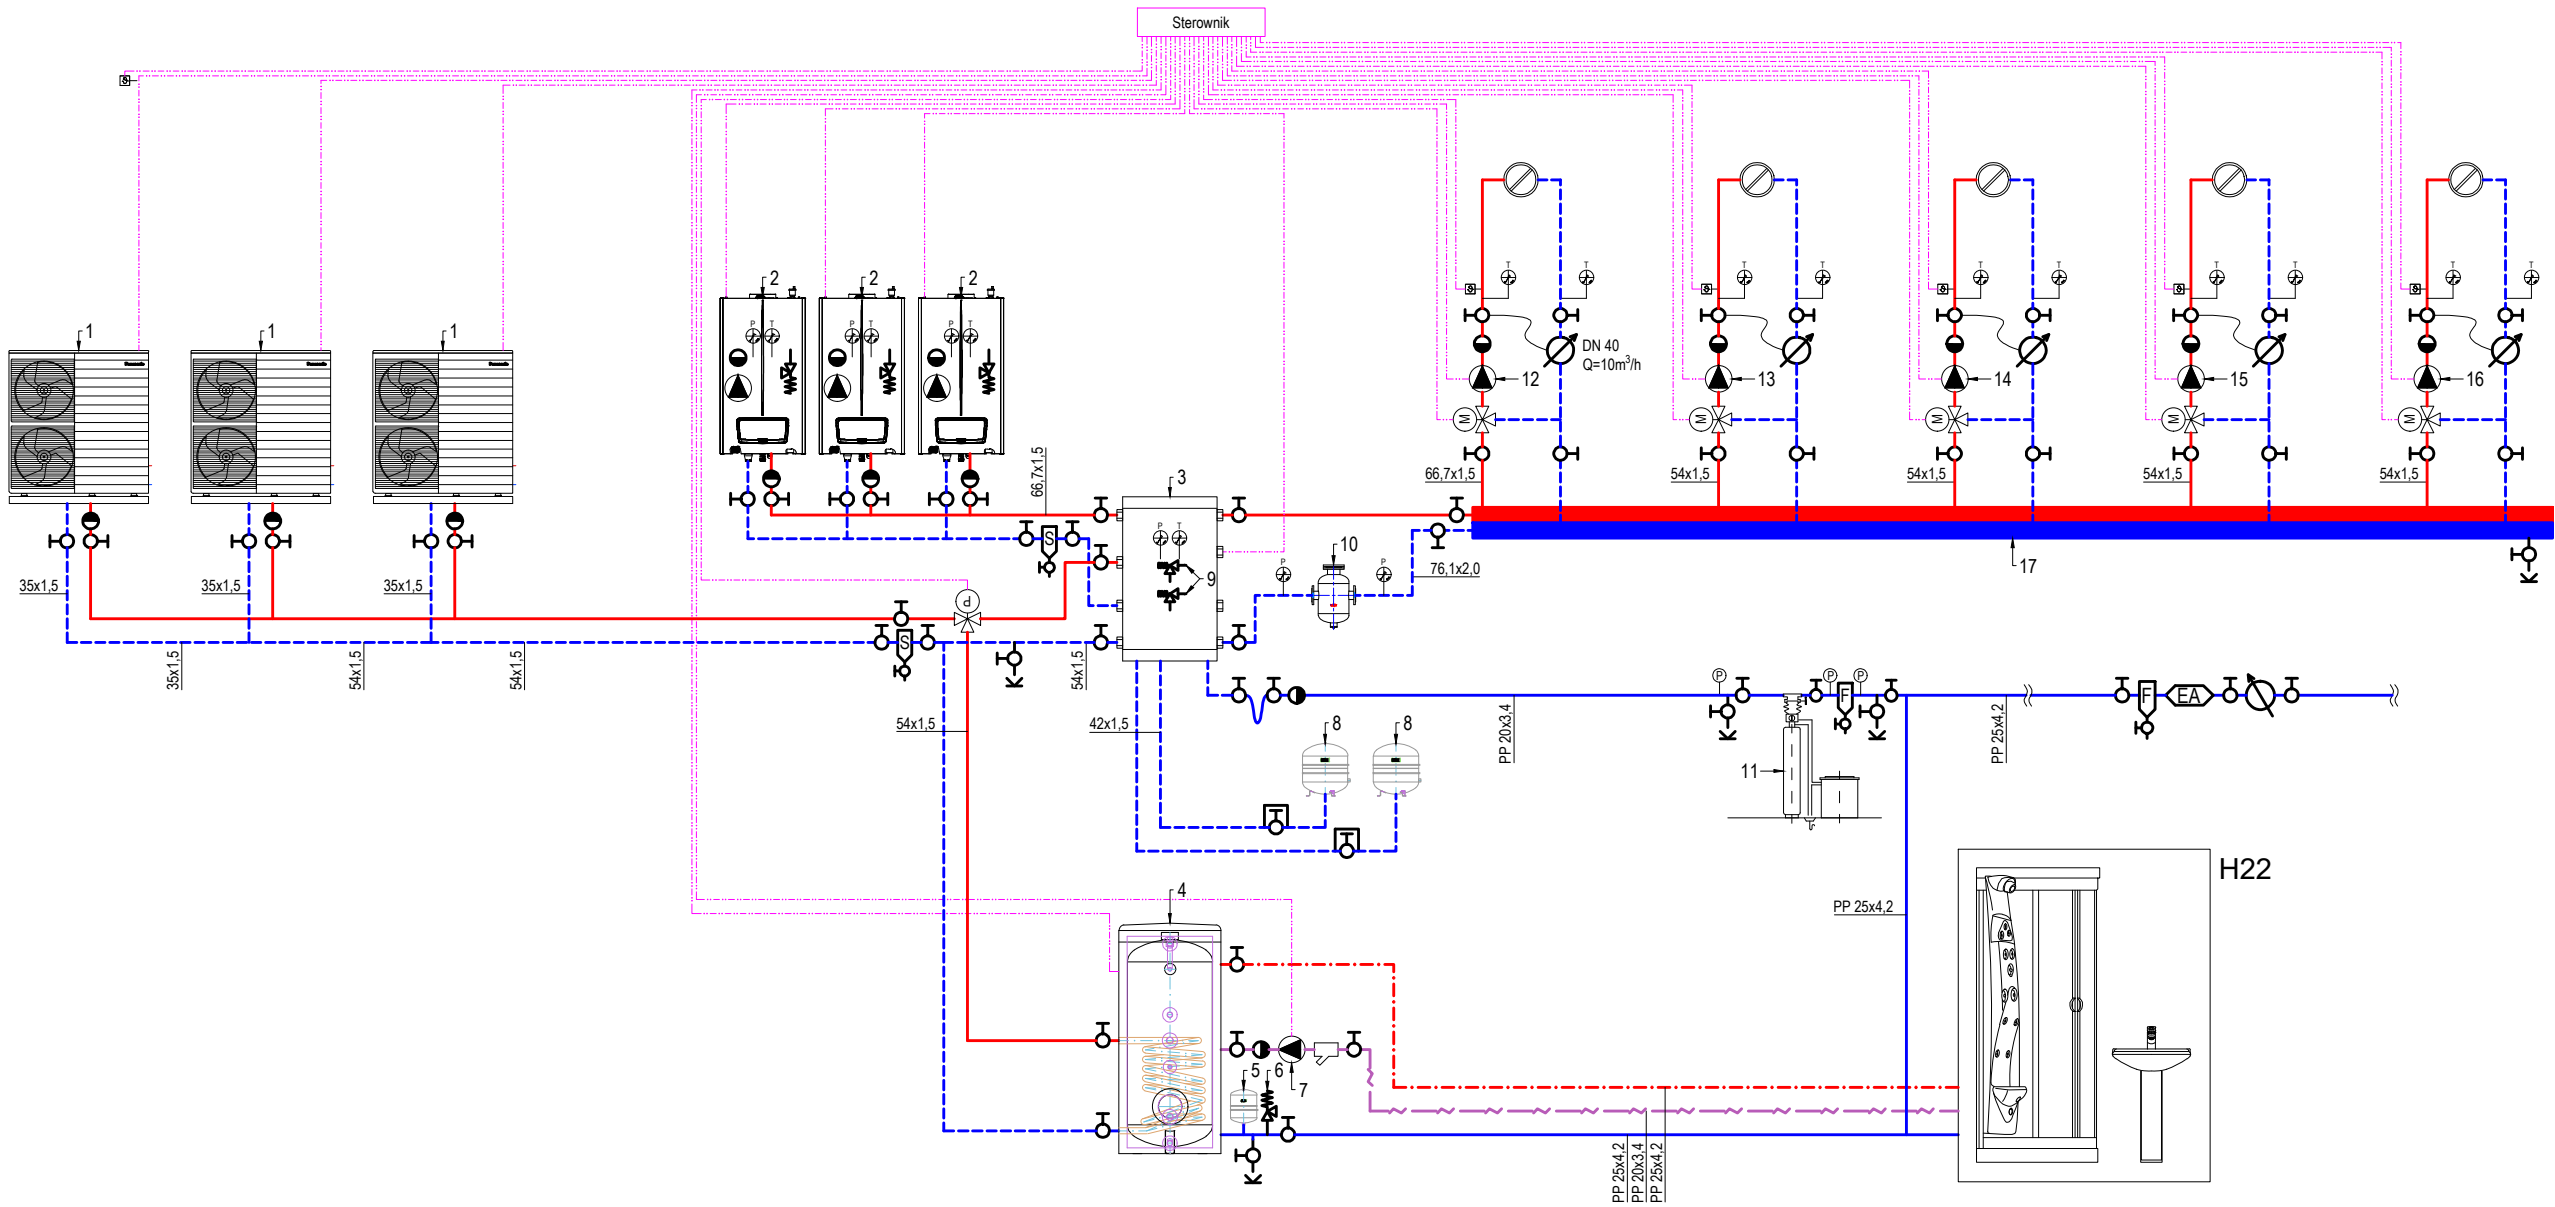 Sterownik
T T T T T T T T T T
2 2 2
1 1 1
P T P T P T
DN 40
Q=10m³/h
12 13 14 15 16
M M M M M
66,7x1,5
66,7x1,5 54x1,5 54x1,5 54x1,5 54x1,5
3
S
P T
10
P P
9
76,1x2,0
17
K
35x1,5 35x1,5 35x1,5
P
S
K
35x1,5
54x1,5
54x1,5
54x1,5
P P P
F
F
EA
K K
54x1,5
42x1,5
8 8
PP 20x3,4
PP 25x4,2
11
H22
4
PP 25x4,2
5 6
7
K
PP 25x4,2
PP 20x3,4
PP 25x4,2